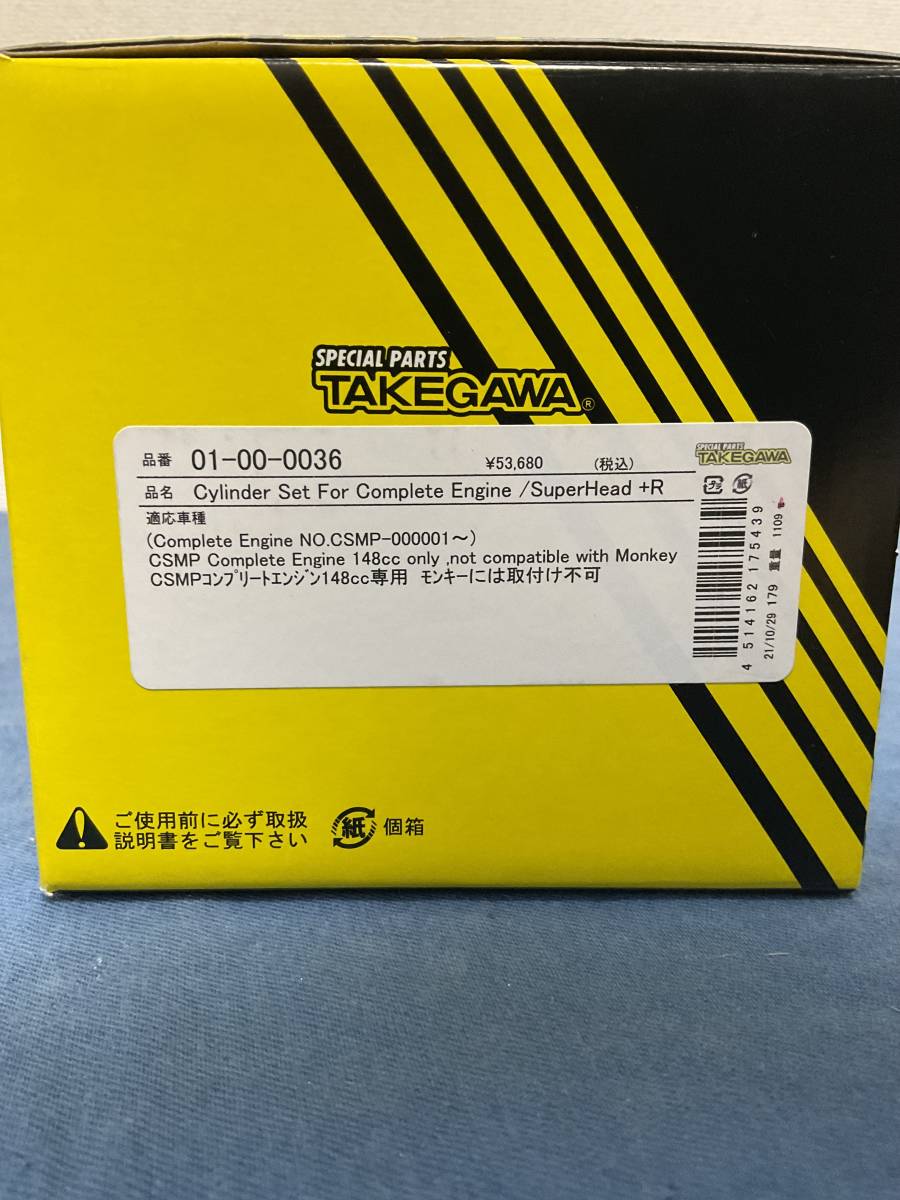 SPECIAL PARTS
TAKEGAWA®
品番 01-00-0036 ¥53,680 (税込)
SPECIAL PARTS
TAKEGAWA
品名 Cylinder Set For Complete Engine /SuperHead +R
プラ 紙
適応車種
(Complete Engine NO.CSMP-000001～)
CSMP Complete Engine 148cc only ,not compatible with Monkey
CSMPｺﾝﾌﾟﾘｰﾄｴﾝｼﾞﾝ148cc専用 ﾓﾝｷｰには取付け不可
4 514162 175439
21/10/29 179 重量 1109
ご使用前に必ず取扱
説明書をご覧下さい
紙 個箱